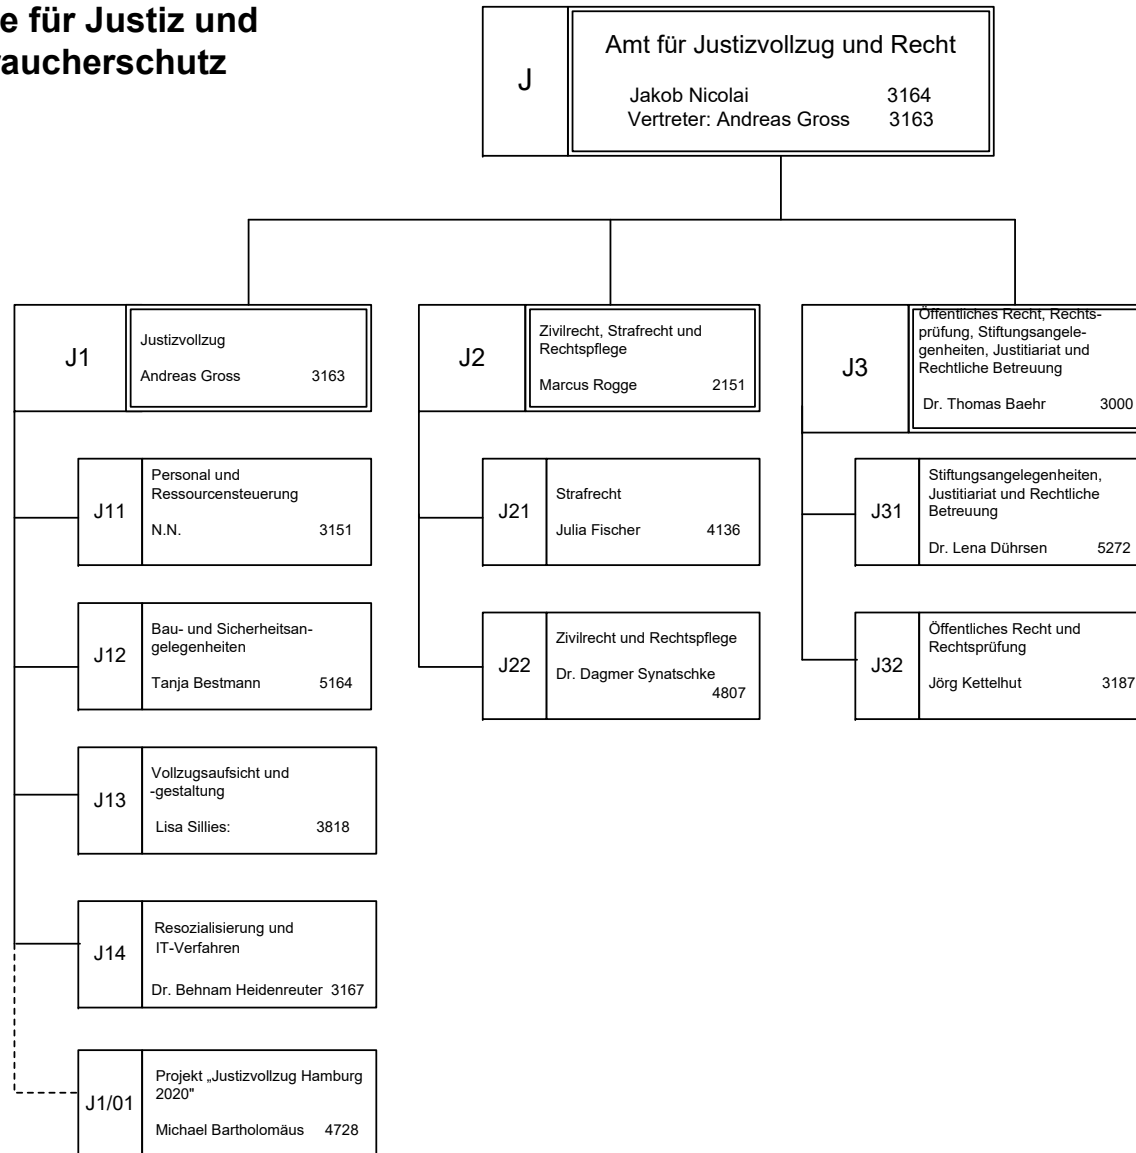 e für Justiz und
raucherschutz
J
Amt für Justizvollzug und Recht
Jakob Nicolai 3164
Vertreter: Andreas Gross 3163
J1
Justizvollzug
Andreas Gross 3163
J11
Personal und
Ressourcensteuerung
N.N. 3151
J12
Bau- und Sicherheitsan-
gelegenheiten
Tanja Bestmann 5164
J13
Vollzugsaufsicht und
-gestaltung
Lisa Sillies: 3818
J14
Resozialisierung und
IT-Verfahren
Dr. Behnam Heidenreuter 3167
J1/01
Projekt „Justizvollzug Hamburg
2020"
Michael Bartholomäus 4728
J2
Zivilrecht, Strafrecht und
Rechtspflege
Marcus Rogge 2151
J21
Strafrecht
Julia Fischer 4136
J22
Zivilrecht und Rechtspflege
Dr. Dagmer Synatschke
4807
J3
Öffentliches Recht, Rechts-
prüfung, Stiftungsangele-
genheiten, Justitiariat und
Rechtliche Betreuung
Dr. Thomas Baehr 3000
J31
Stiftungsangelegenheiten,
Justitiariat und Rechtliche
Betreuung
Dr. Lena Dührsen 5272
J32
Öffentliches Recht und
Rechtsprüfung
Jörg Kettelhut 3187